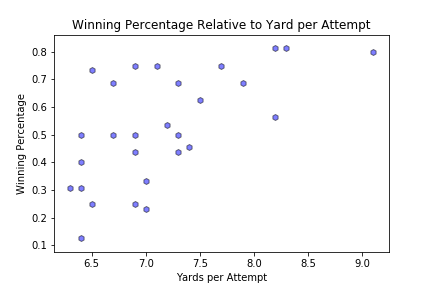 Winning Percentage Relative to Yard per Attempt
Winning Percentage
0.8
0.7
0.6
0.5
0.4
0.3
0.2
0.1
6.5 7.0 7.5 8.0 8.5 9.0
Yards per Attempt